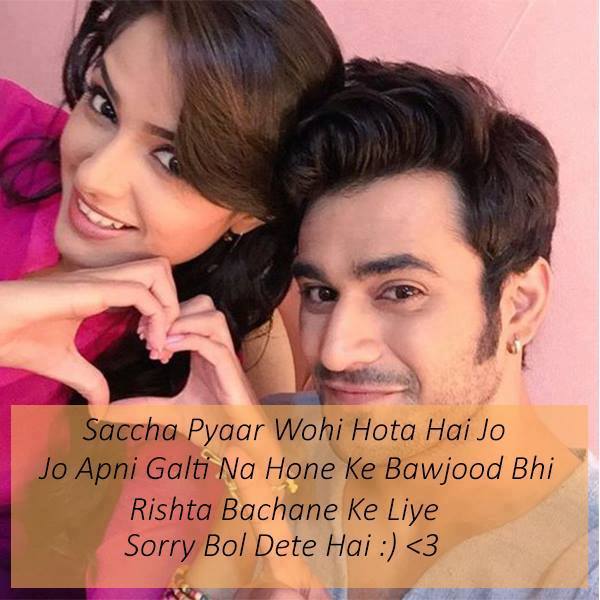 Saccha Pyaar Wohi Hota Hai Jo
Jo Apni Galti Na Hone Ke Bawjood Bhi
Rishta Bachane Ke Liye
Sorry Bol Dete Hai :) <3